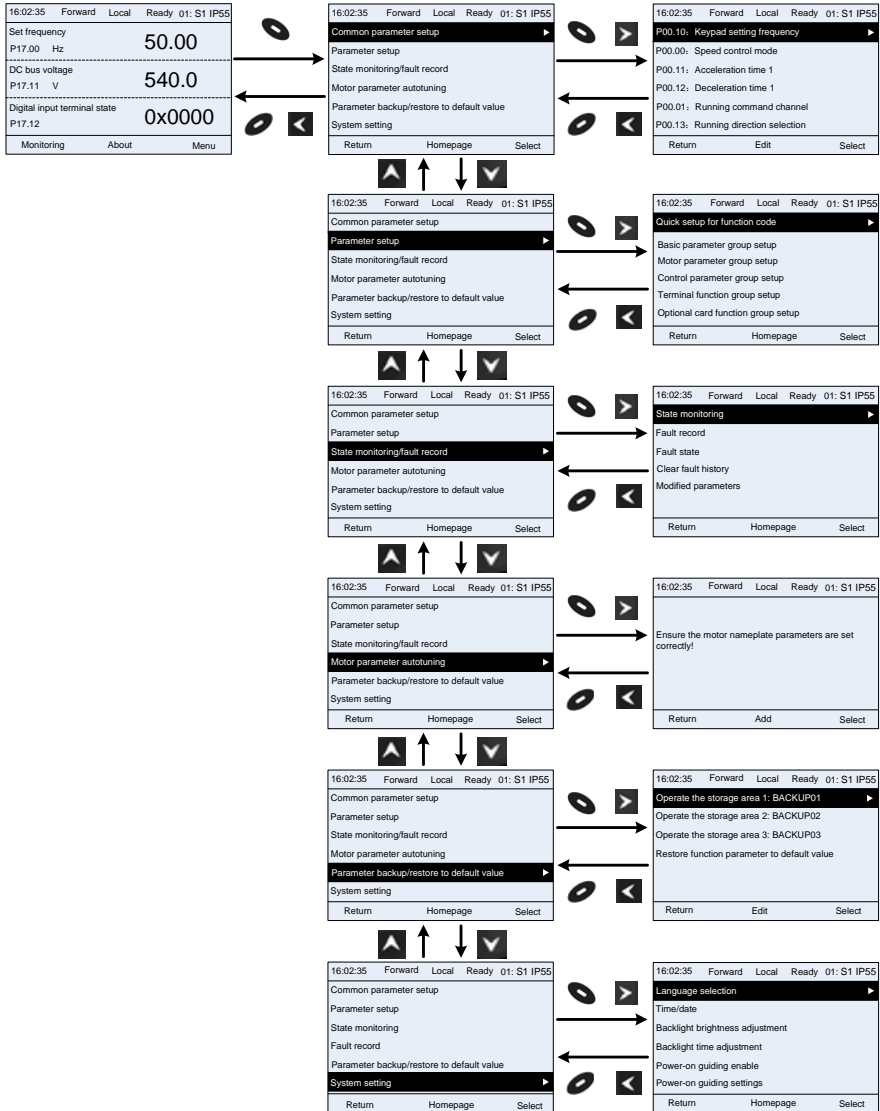 16:02:35 Forward Local Ready 01: S1 IP55
Set frequency
P17.00 Hz 50.00
DC bus voltage
P17.11 V 540.0
Digital input terminal state
P17.12 0x0000
Monitoring About Menu
16:02:35 Forward Local Ready 01: S1 IP55
Common parameter setup
Parameter setup
State monitoring/fault record
Motor parameter autotuning
Parameter backup/restore to default value
System setting
Return Homepage Select
16:02:35 Forward Local Ready 01: S1 IP55
P00.10: Keypad setting frequency
P00.00: Speed control mode
P00.11: Acceleration time 1
P00.12: Deceleration time 1
P00.01: Running command channel
P00.13: Running direction selection
Return Edit Select
16:02:35 Forward Local Ready 01: S1 IP55
Common parameter setup
Parameter setup
State monitoring/fault record
Motor parameter autotuning
Parameter backup/restore to default value
System setting
Return Homepage Select
16:02:35 Forward Local Ready 01: S1 IP55
Quick setup for function code
Basic parameter group setup
Motor parameter group setup
Control parameter group setup
Terminal function group setup
Optional card function group setup
Return Homepage Select
16:02:35 Forward Local Ready 01: S1 IP55
Common parameter setup
Parameter setup
State monitoring/fault record
Motor parameter autotuning
Parameter backup/restore to default value
System setting
Return Homepage Select
16:02:35 Forward Local Ready 01: S1 IP55
State monitoring
Fault record
Fault state
Clear fault history
Modified parameters
Return Homepage Select
16:02:35 Forward Local Ready 01: S1 IP55
Common parameter setup
Parameter setup
State monitoring/fault record
Motor parameter autotuning
Parameter backup/restore to default value
System setting
Return Homepage Select
16:02:35 Forward Local Ready 01: S1 IP55
Ensure the motor nameplate parameters are set
correctly!
Return Add Select
16:02:35 Forward Local Ready 01: S1 IP55
Common parameter setup
Parameter setup
State monitoring/fault record
Motor parameter autotuning
Parameter backup/restore to default value
System setting
Return Homepage Select
16:02:35 Forward Local Ready 01: S1 IP55
Operate the storage area 1: BACKUP01
Operate the storage area 2: BACKUP02
Operate the storage area 3: BACKUP03
Restore function parameter to default value
Return Edit Select
16:02:35 Forward Local Ready 01: S1 IP55
Common parameter setup
Parameter setup
State monitoring
Fault record
Parameter backup/restore to default value
System setting
Return Homepage Select
16:02:35 Forward Local Ready 01: S1 IP55
Language selection
Time/date
Backlight brightness adjustment
Backlight time adjustment
Power-on guiding enable
Power-on guiding settings
Return Homepage Select